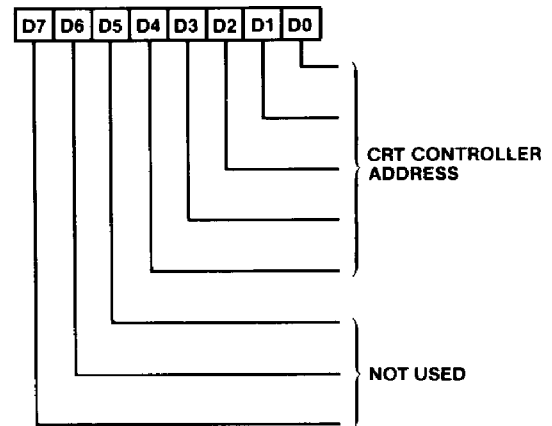 D7 D6 D5 D4 D3 D2 D1 D0
CRT CONTROLLER
ADDRESS
NOT USED